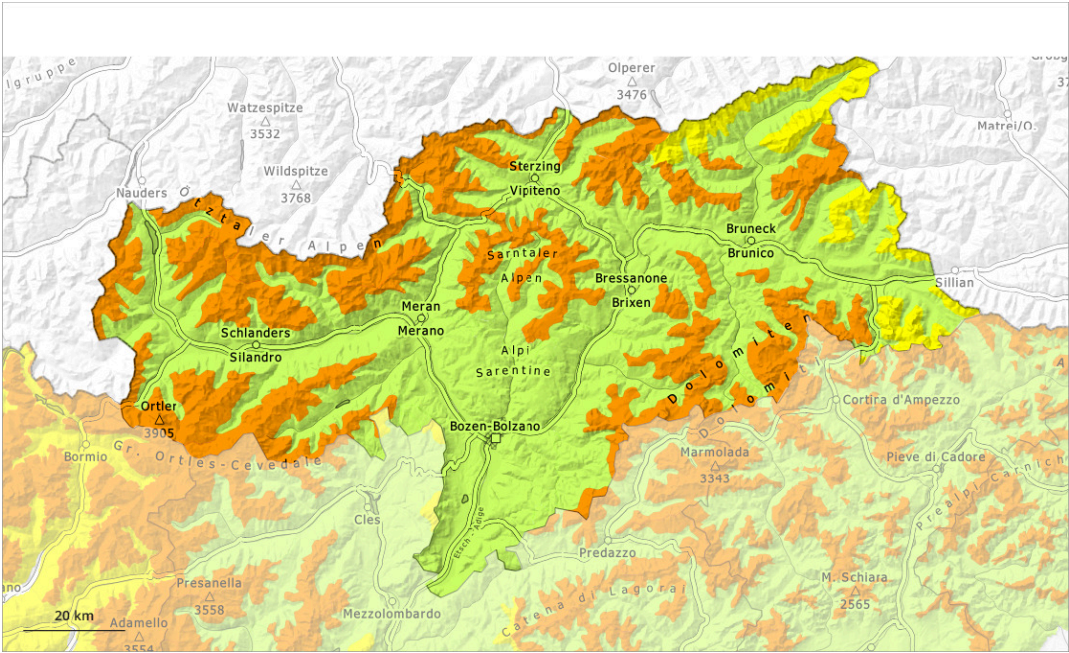 lgruppe
Olperer
3476
Watzespitze
3532
Matrei/O.
Wildspitze
3768
Nauders
Sterzing
Vipiteno
Ötztaler Alpen
Bruneck
Brunico
Sarntaler
Alpen
Bressanone
Brixen
Sillian
Meran
Merano
Schlanders
Silandro
Alpi
Sarentine
Dolomiten
Dolomiti
Ortler
3905
Cortina d'Ampezzo
Bozen-Bolzano
Gr. Ortles-Cevedale
Bormio
Marmolada
3343
Pieve di Cadore
Prealpi Carnich
Cles
Etsch - Adige
Predazzo
Presanella
3558
M. Schiara
2565
Catena di Lagorai
Mezzolombardo
20 km
Adamello
3554